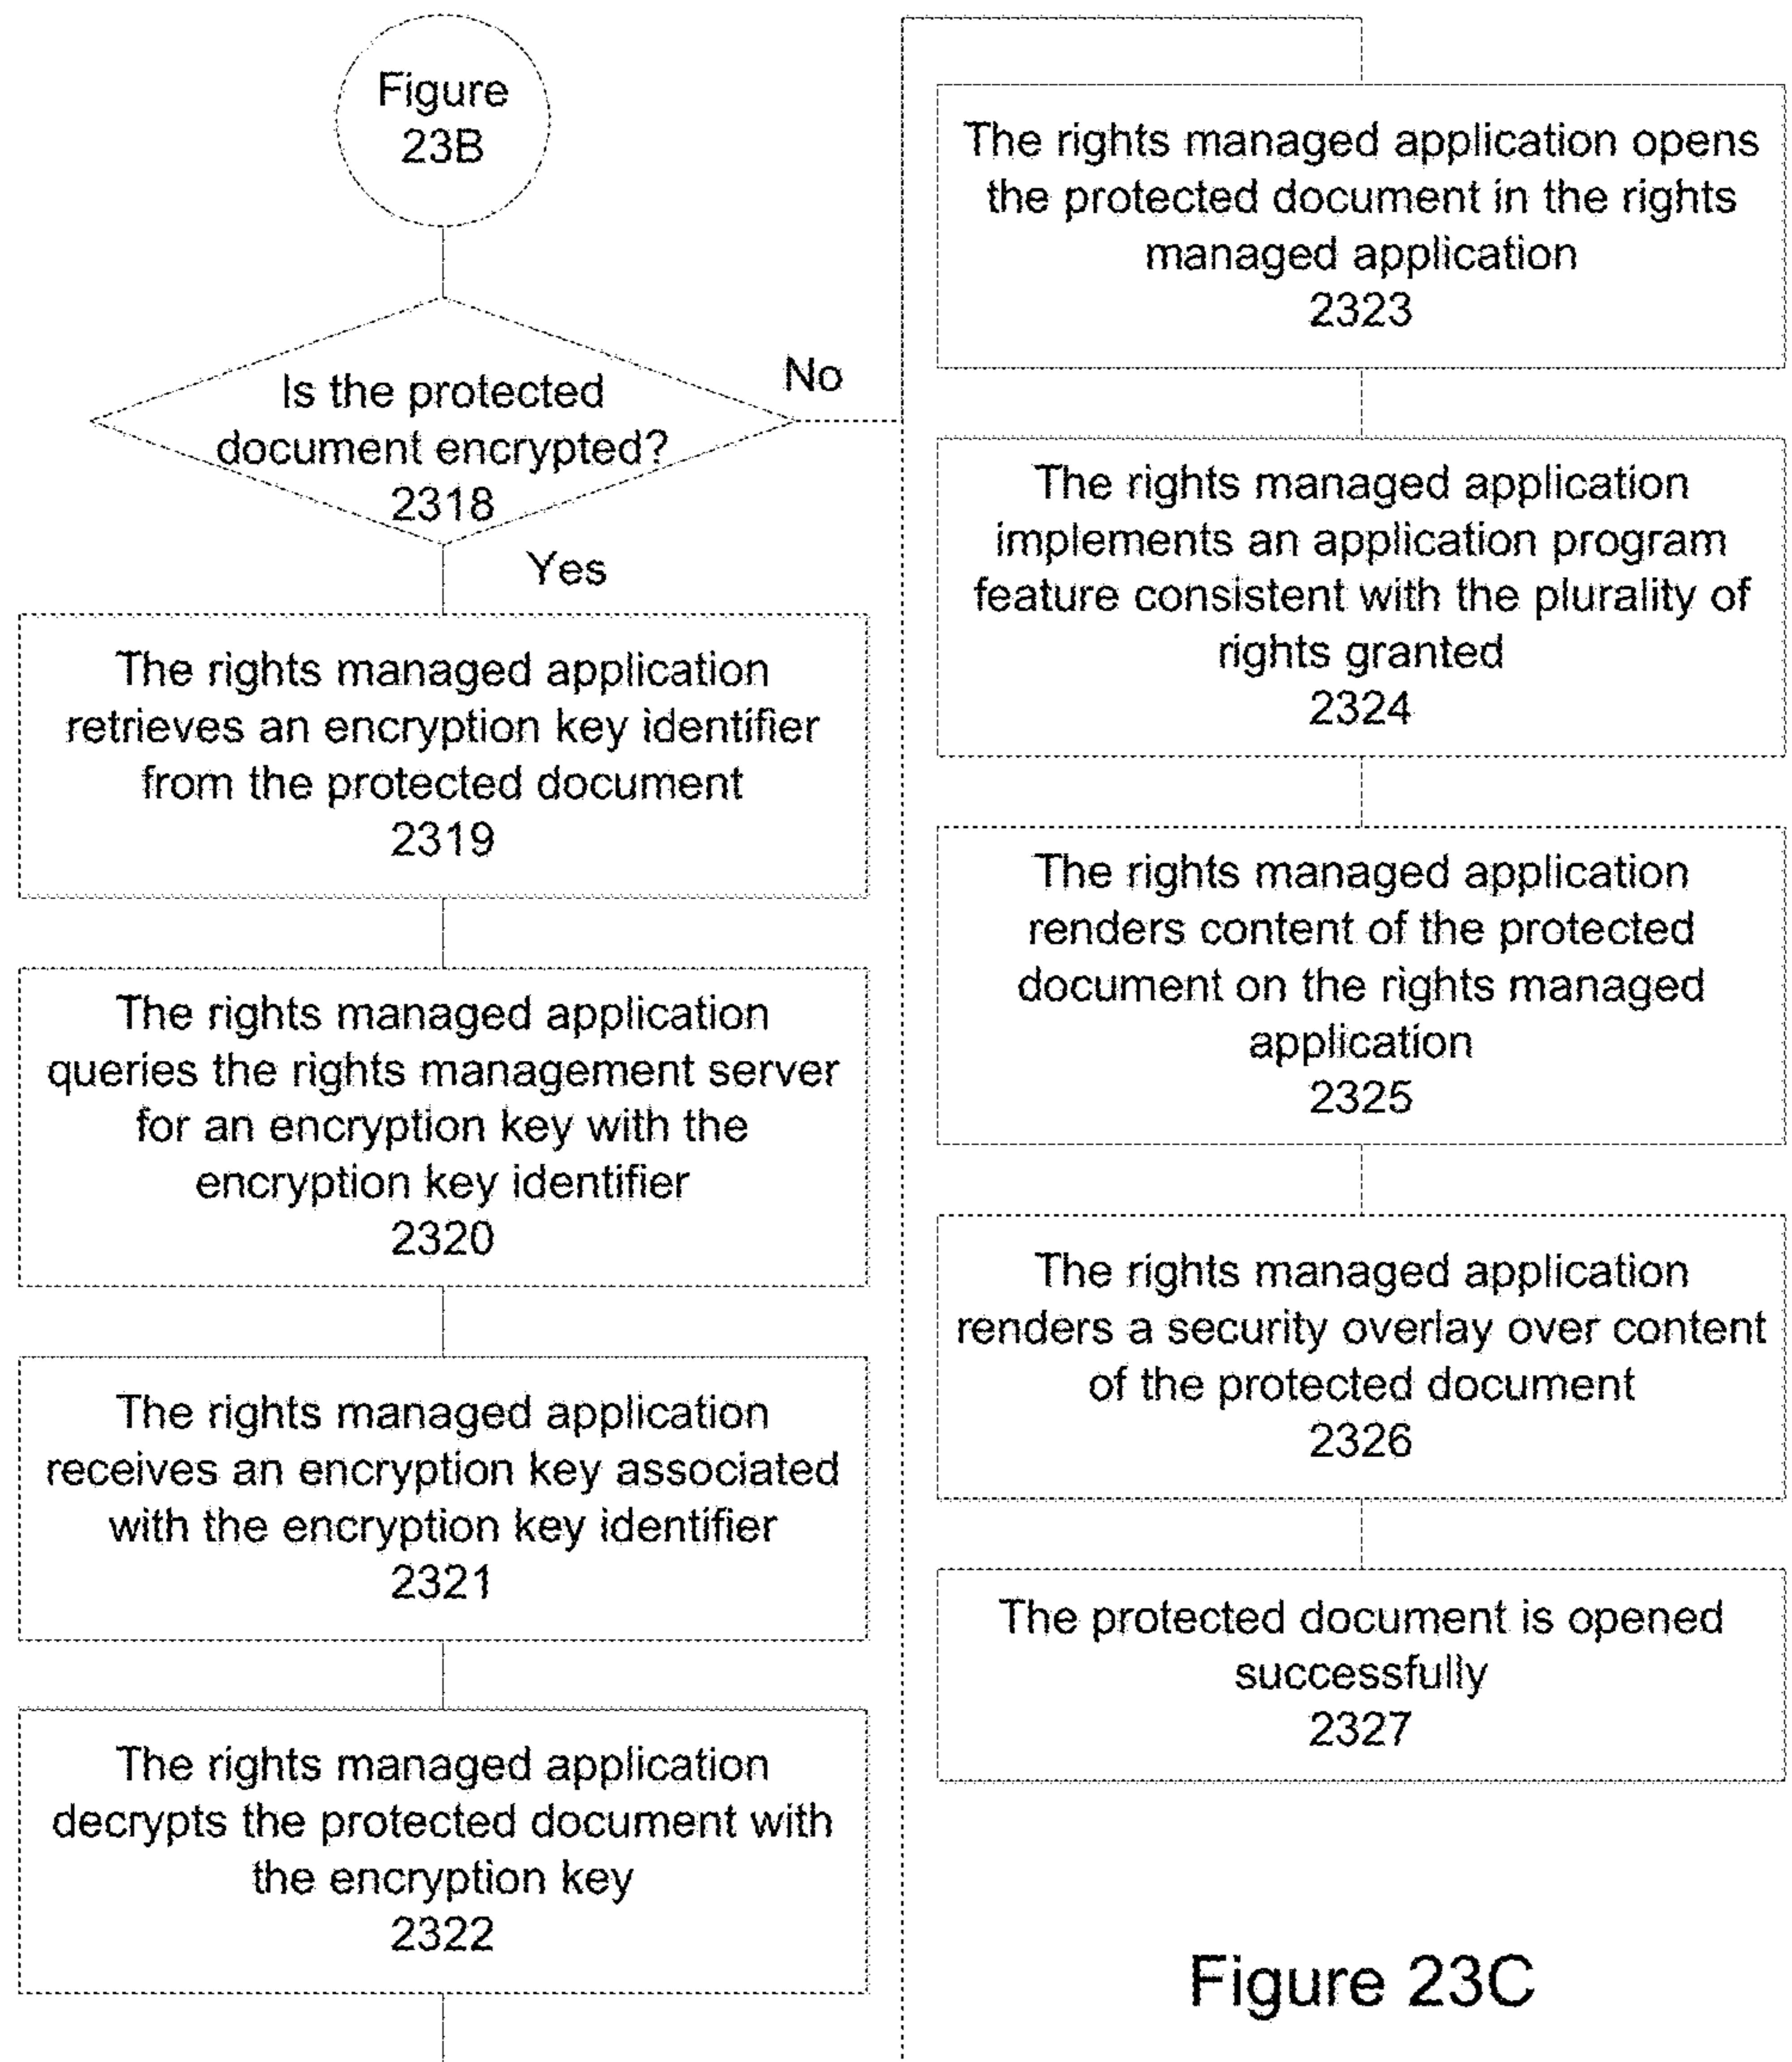 Figure
23B
Is the protected
document encrypted?
2318
No
Yes
The rights managed application
retrieves an encryption key identifier
from the protected document
2319
The rights managed application
queries the rights management server
for an encryption key with the
encryption key identifier
2320
The rights managed application
receives an encryption key associated
with the encryption key identifier
2321
The rights managed application
decrypts the protected document with
the encryption key
2322
The rights managed application opens
the protected document in the rights
managed application
2323
The rights managed application
implements an application program
feature consistent with the plurality of
rights granted
2324
The rights managed application
renders content of the protected
document on the rights managed
application
2325
The rights managed application
renders a security overlay over content
of the protected document
2326
The protected document is opened
successfully
2327
Figure 23C